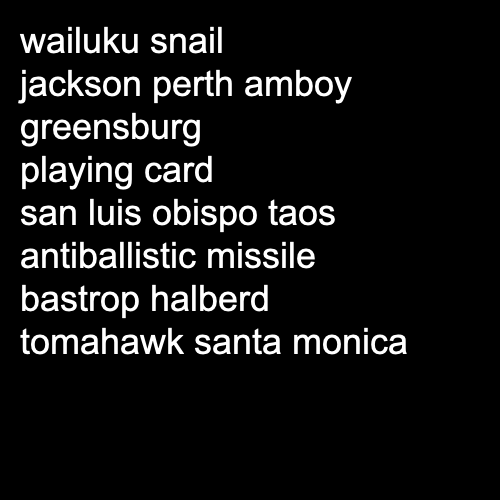 wailuku snail
jackson perth amboy
greensburg
playing card
san luis obispo taos
antiballistic missile
bastrop halberd
tomahawk santa monica